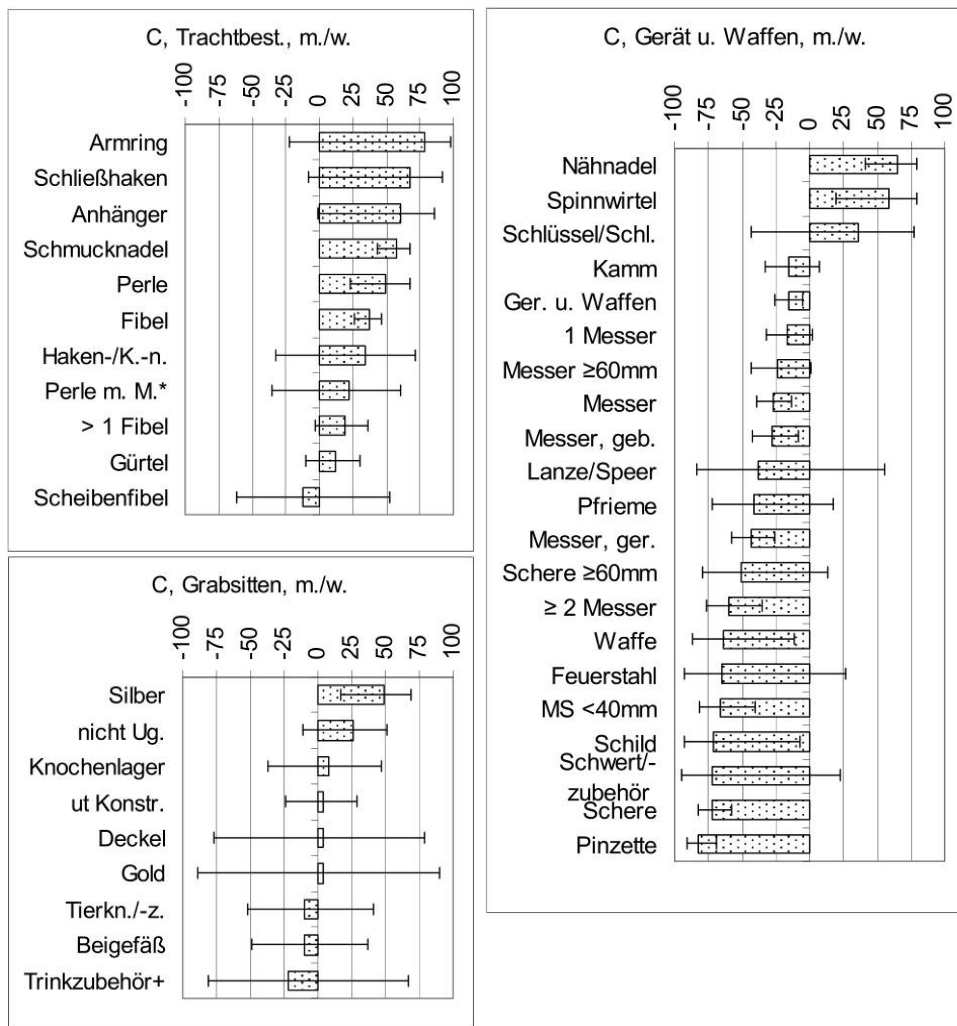 C, Trachtbest., m./w.
-100 -75 -50 -25 0 25 50 75 100
Armring
Schließhaken
Anhänger
Schmucknadel
Perle
Fibel
Haken-/K.-n.
Perle m. M.*
> 1 Fibel
Gürtel
Scheibenfibel
C, Grabsitten, m./w.
-100 -75 -50 -25 0 25 50 75 100
Silber
nicht Ug.
Knochenlager
ut Konstr.
Deckel
Gold
Tierkn./-z.
Beigefäß
Trinkzubehör+
C, Gerät u. Waffen, m./w.
-100 -75 -50 -25 0 25 50 75 100
Nähnadel
Spinnwirtel
Schlüssel/Schl.
Kamm
Ger. u. Waffen
1 Messer
Messer ≥60mm
Messer
Messer, geb.
Lanze/Speer
Pfrieme
Messer, ger.
Schere ≥60mm
≥ 2 Messer
Waffe
Feuerstahl
MS <40mm
Schild
Schwert/-
zubehör
Schere
Pinzette